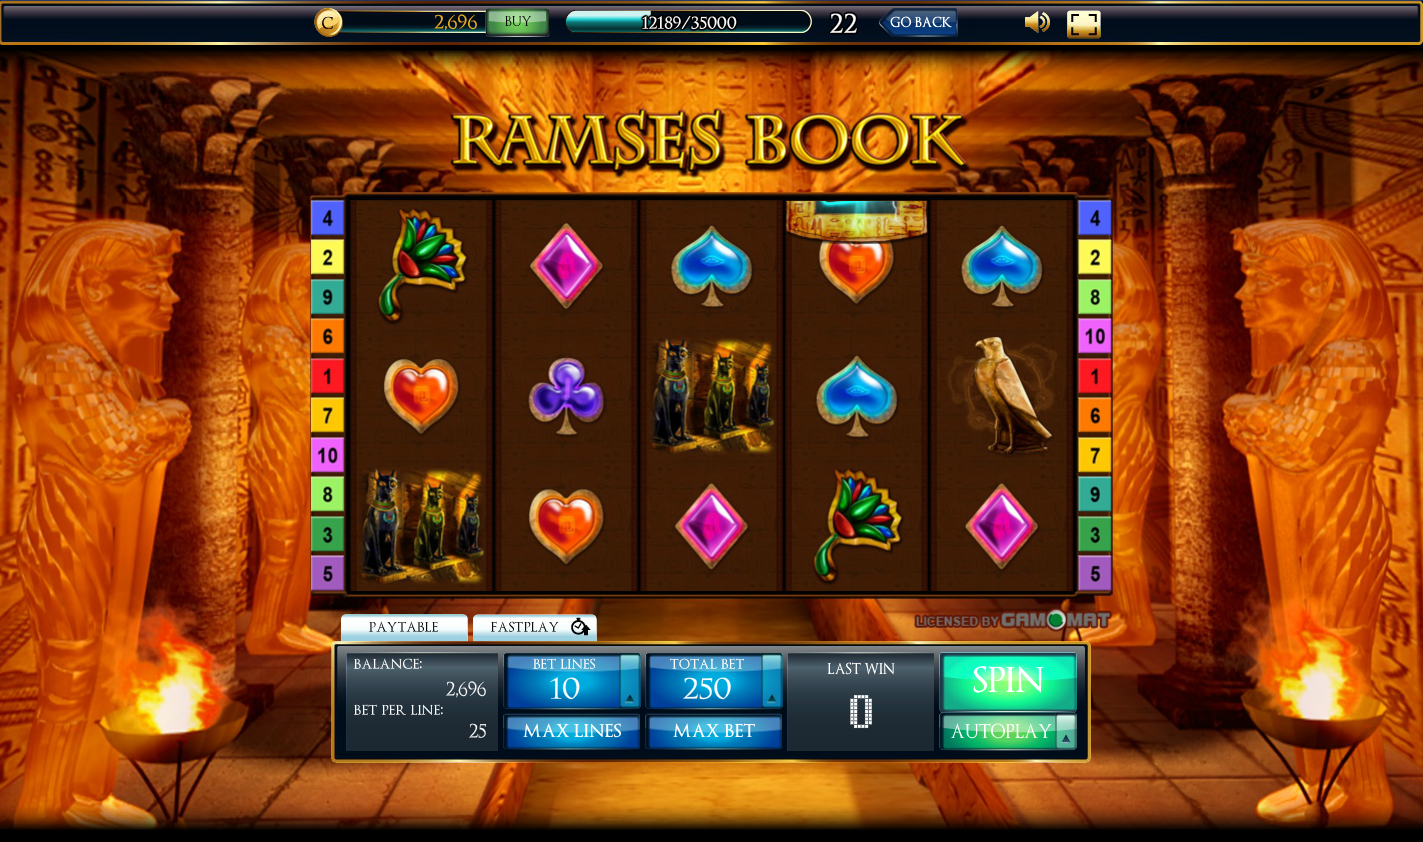 C 2,696 BUY 12189/35000 22 GO BACK
RAMSES BOOK
4 4
2 2
9 8
6 10
1 1
7 6
10 7
8 9
3 3
5 5
LICENSED BY GAMOMAT
PAYTABLE FASTPLAY
BALANCE:
2,696
BET PER LINE:
25
BET LINES
10
MAX LINES
TOTAL BET
250
MAX BET
LAST WIN
0
SPIN
AUTOPLAY